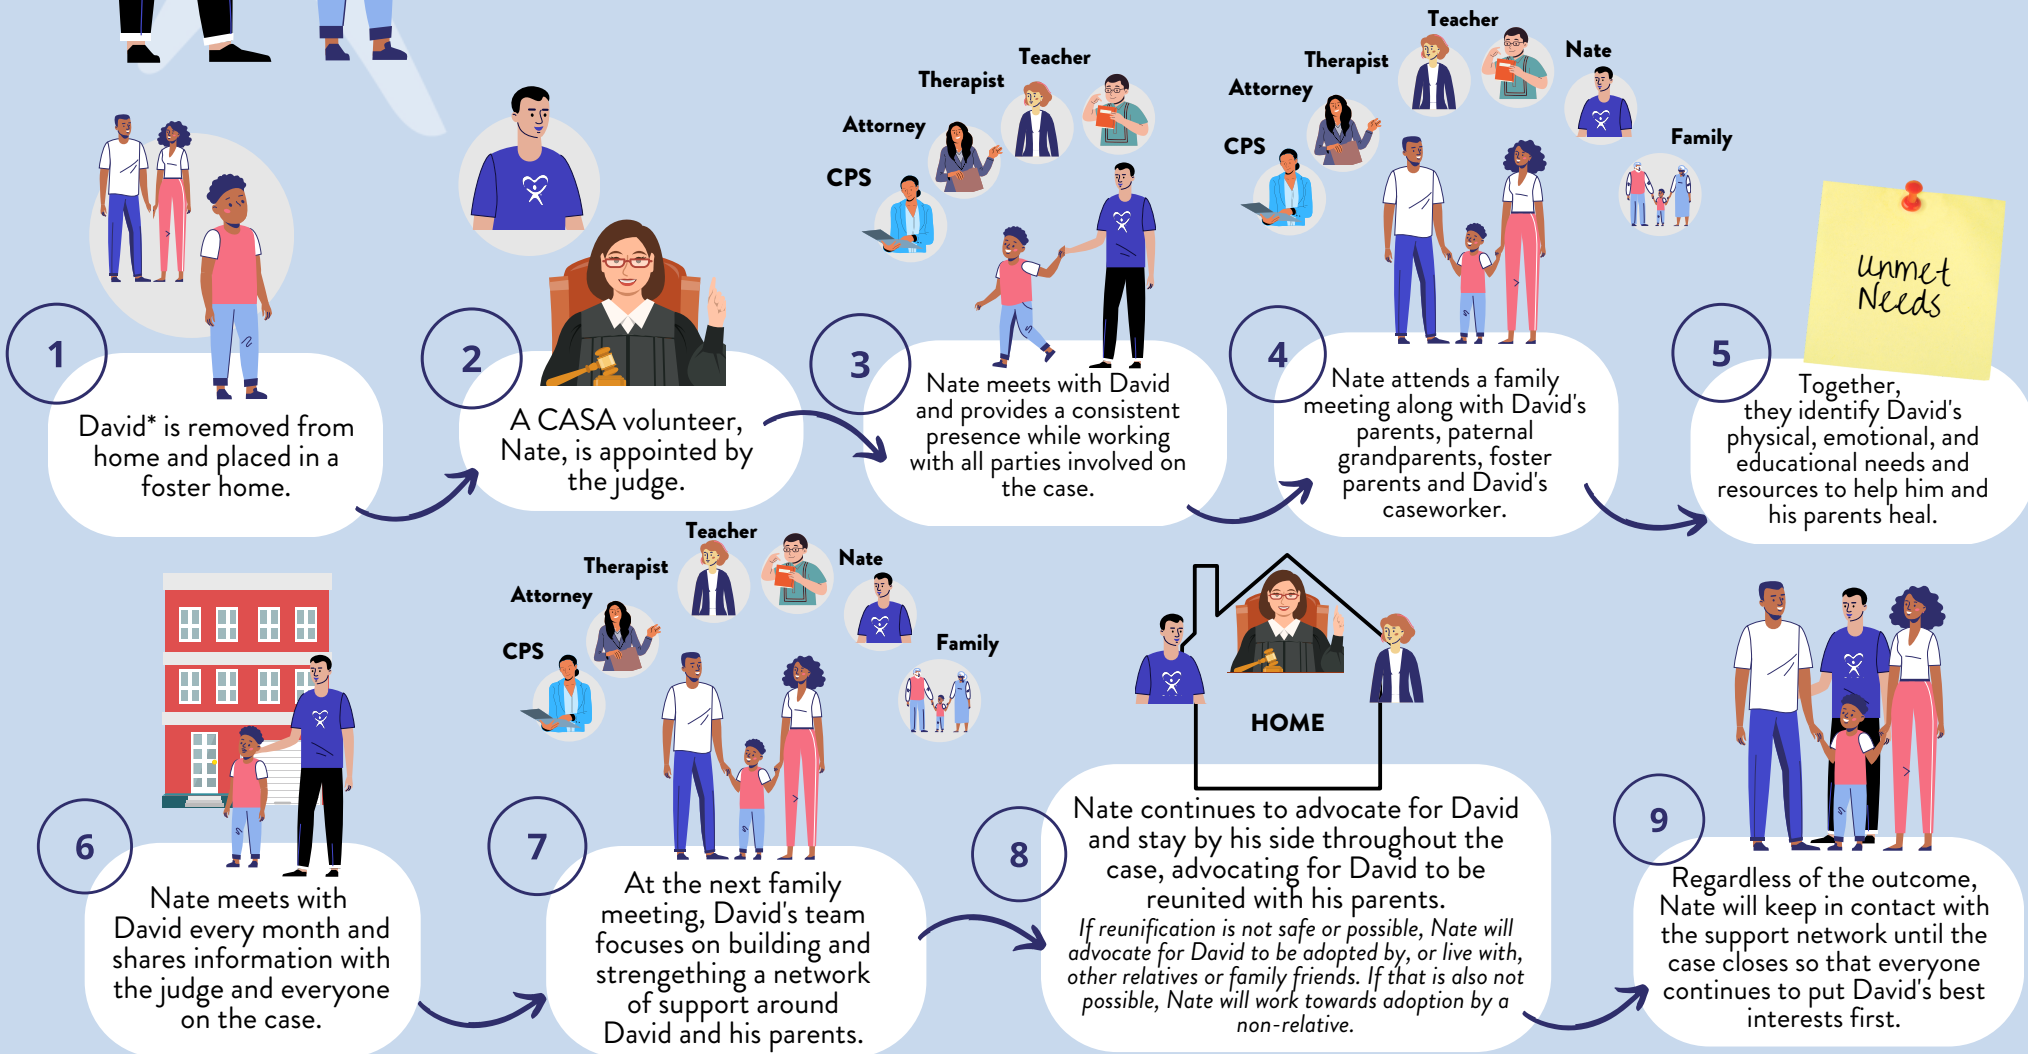 1
David* is removed from
home and placed in a
foster home.
2
A CASA volunteer,
Nate, is appointed by
the judge.
CPS
Attorney
Therapist
Teacher
3
Nate meets with David
and provides a consistent
presence while working
with all parties involved on
the case.
CPS
Attorney
Therapist
Teacher
Nate
Family
4
Nate attends a family
meeting along with David's
parents, paternal
grandparents, foster
parents and David's
caseworker.
Unmet
Needs
5
Together,
they identify David's
physical, emotional, and
educational needs and
resources to help him and
his parents heal.
6
Nate meets with
David every month and
shares information with
the judge and everyone
on the case.
CPS
Attorney
Therapist
Teacher
Nate
Family
7
At the next family
meeting, David's team
focuses on building and
strengething a network
of support around
David and his parents.
HOME
8
Nate continues to advocate for David
and stay by his side throughout the
case, advocating for David to be
reunited with his parents.
If reunification is not safe or possible, Nate will
advocate for David to be adopted by, or live with,
other relatives or family friends. If that is also not
possible, Nate will work towards adoption by a
non-relative.
9
Regardless of the outcome,
Nate will keep in contact with
the support network until the
case closes so that everyone
continues to put David's best
interests first.